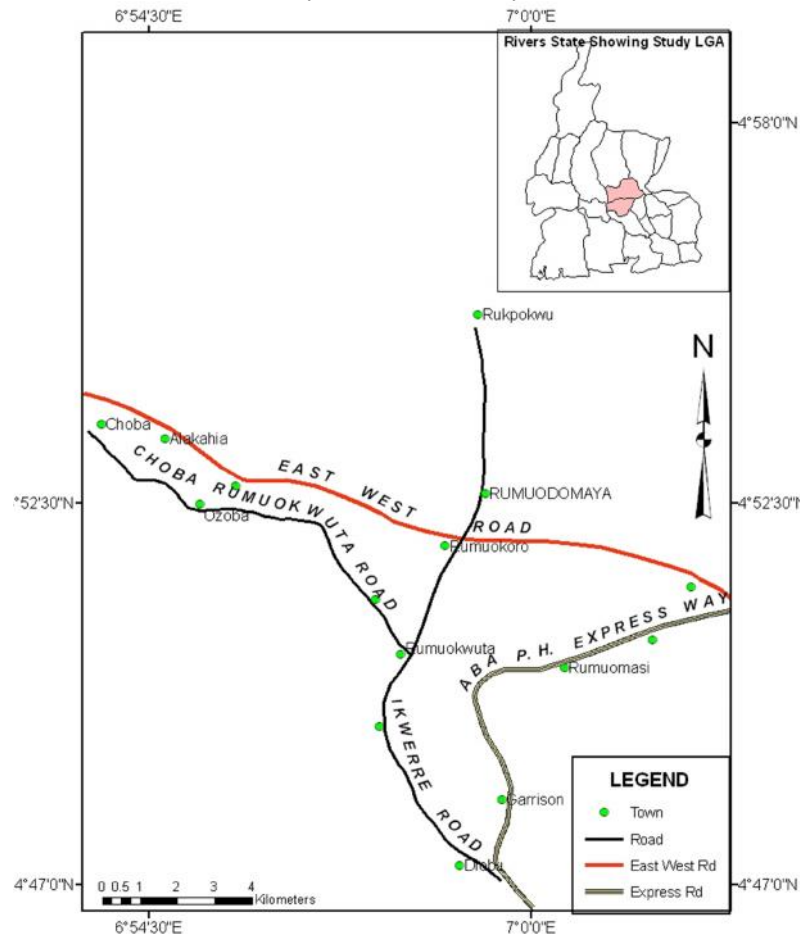 6°54'30"E
7°0'0"E
Rivers State Showing Study LGA
4°58'0"N
Rukpokwu
N
Choba
Alakahia
CHOBA RUMUOKWUTA ROAD
EAST WEST ROAD
RUMUODOMAYA
°52'30"N
4°52'30"N
Ozoba
Rumuokoro
ABA P.H. EXPRESS WAY
Rumuokwuta
Rumuomasi
IKWERRE ROAD
Garrison
LEGEND
Town
Road
East West Rd
Express Rd
Diobu
4°47'0"N
0 0.5 1 2 3 4
Kilometers
4°47'0"N
6°54'30"E
7°0'0"E